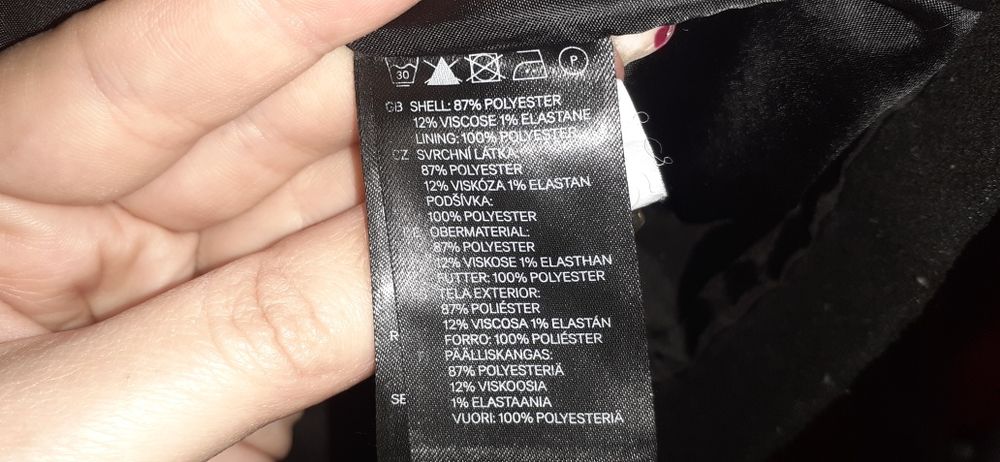 30
P
GB SHELL: 87% POLYESTER
12% VISCOSE 1% ELASTANE
LINING: 100% POLYESTER
CZ SVRCHNÍ LÁTKA:
87% POLYESTER
12% VISKÓZA 1% ELASTAN
PODŠÍVKA:
100% POLYESTER
DE OBERMATERIAL:
87% POLYESTER
12% VISKOSE 1% ELASTHAN
FUTTER: 100% POLYESTER
TELA EXTERIOR:
87% POLIÉSTER
12% VISCOSA 1% ELASTÁN
R FORRO: 100% POLIÉSTER
PÄÄLLISKANGAS:
87% POLYESTERIÄ
12% VISKOOSIA
SE 1% ELASTAANIA
VUORI: 100% POLYESTERIÄ